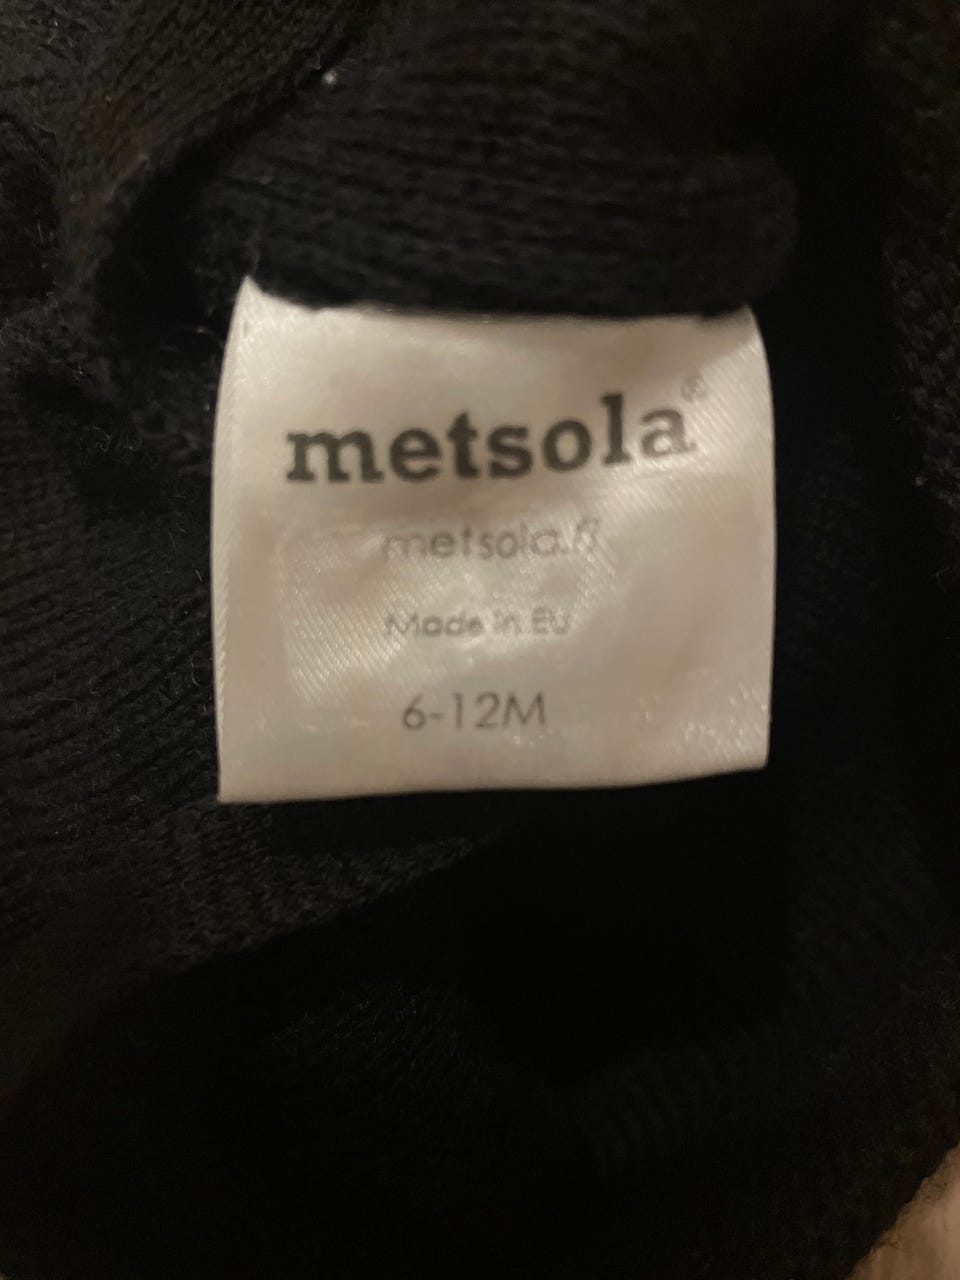 metsola®
metsola.fi
Made in EU
6-12M